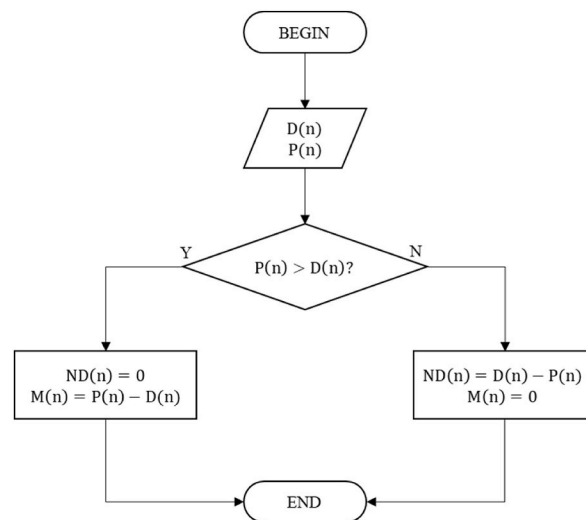 BEGIN
D(n)
P(n)
Y
N
P(n) > D(n)?
ND(n) = 0
M(n) = P(n) − D(n)
ND(n) = D(n) − P(n)
M(n) = 0
END